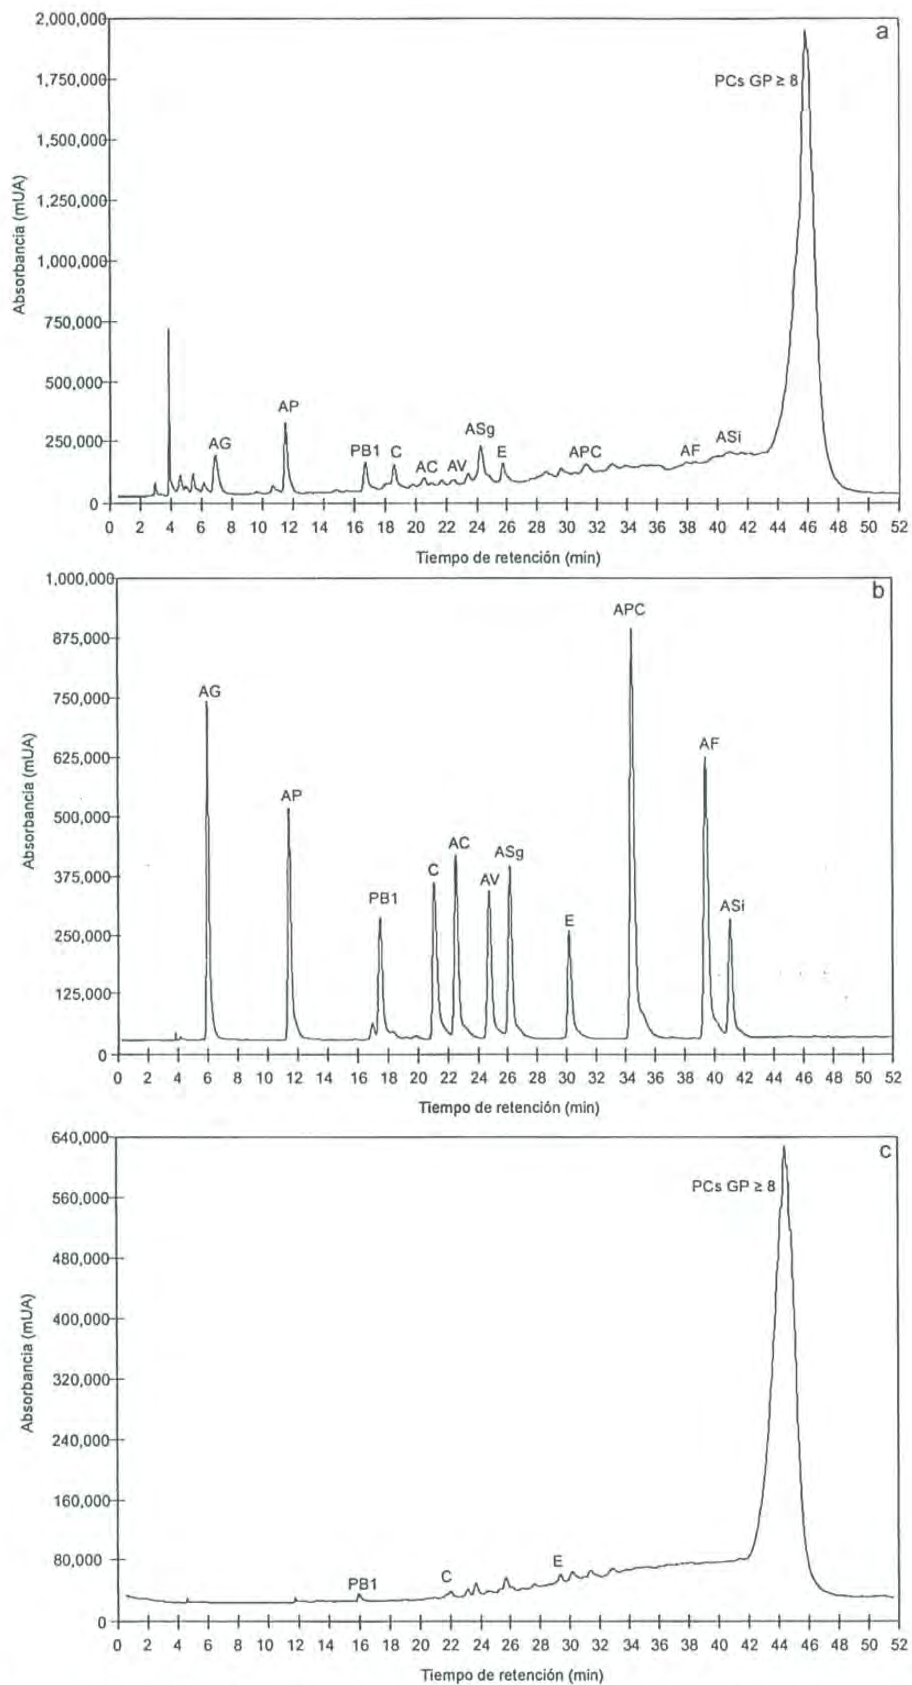 2,000,000
a
1,750,000
PCs GP ≥ 8
1,500,000
1,250,000
1,000,000
750,000
500,000
250,000
0
Absorbancia (mUA)
AG
AP
PB1
C
AC
AV
ASg
E
APC
AF
ASi
0 2 4 6 8 10 12 14 16 18 20 22 24 26 28 30 32 34 36 38 40 42 44 46 48 50 52
Tiempo de retención (min)
1,000,000
b
875,000
750,000
625,000
500,000
375,000
250,000
125,000
0
Absorbancia (mUA)
AG
AP
PB1
C
AC
AV
ASg
E
APC
AF
ASi
0 2 4 6 8 10 12 14 16 18 20 22 24 26 28 30 32 34 36 38 40 42 44 46 48 50 52
Tiempo de retención (min)
640,000
c
560,000
PCs GP ≥ 8
480,000
400,000
320,000
240,000
160,000
80,000
0
Absorbancia (mUA)
PB1
C
E
0 2 4 6 8 10 12 14 16 18 20 22 24 26 28 30 32 34 36 38 40 42 44 46 48 50 52
Tiempo de retención (min)